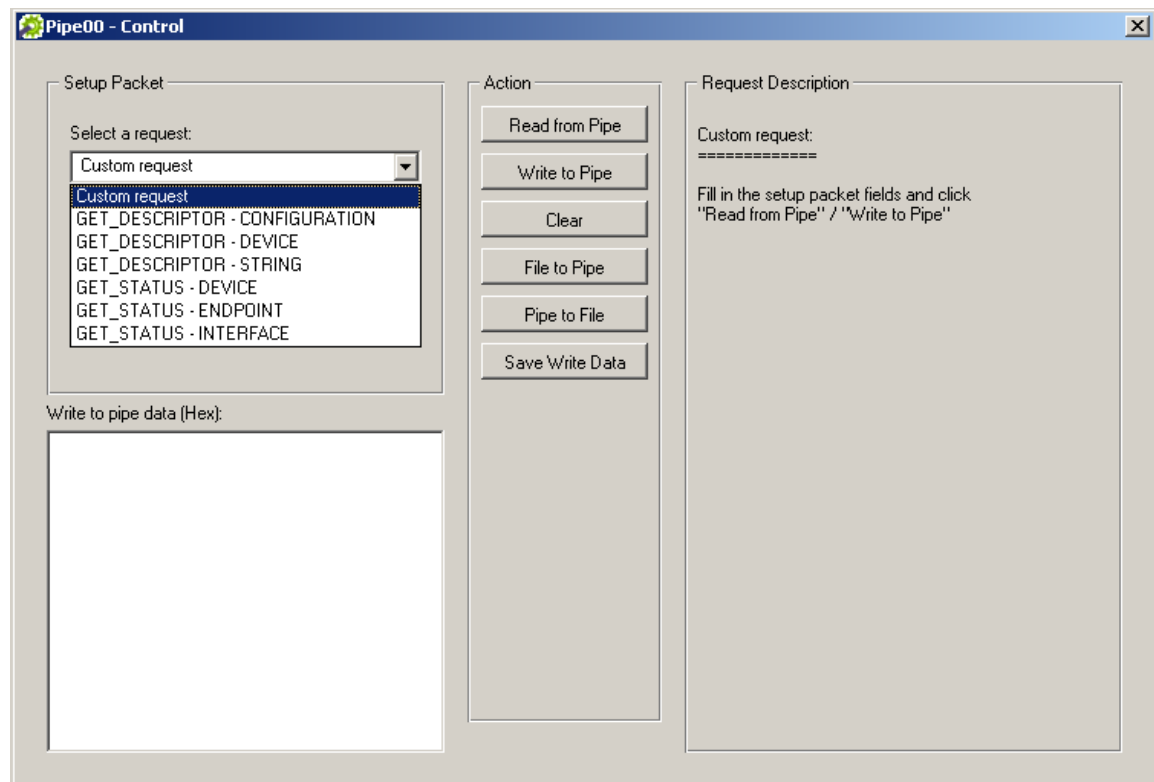 Pipe00 - Control
Setup Packet
Select a request:
Custom request
Custom request
GET_DESCRIPTOR - CONFIGURATION
GET_DESCRIPTOR - DEVICE
GET_DESCRIPTOR - STRING
GET_STATUS - DEVICE
GET_STATUS - ENDPOINT
GET_STATUS - INTERFACE
Write to pipe data (Hex):
Action
Read from Pipe
Write to Pipe
Clear
File to Pipe
Pipe to File
Save Write Data
Request Description
Custom request:
=============
Fill in the setup packet fields and click
"Read from Pipe" / "Write to Pipe"